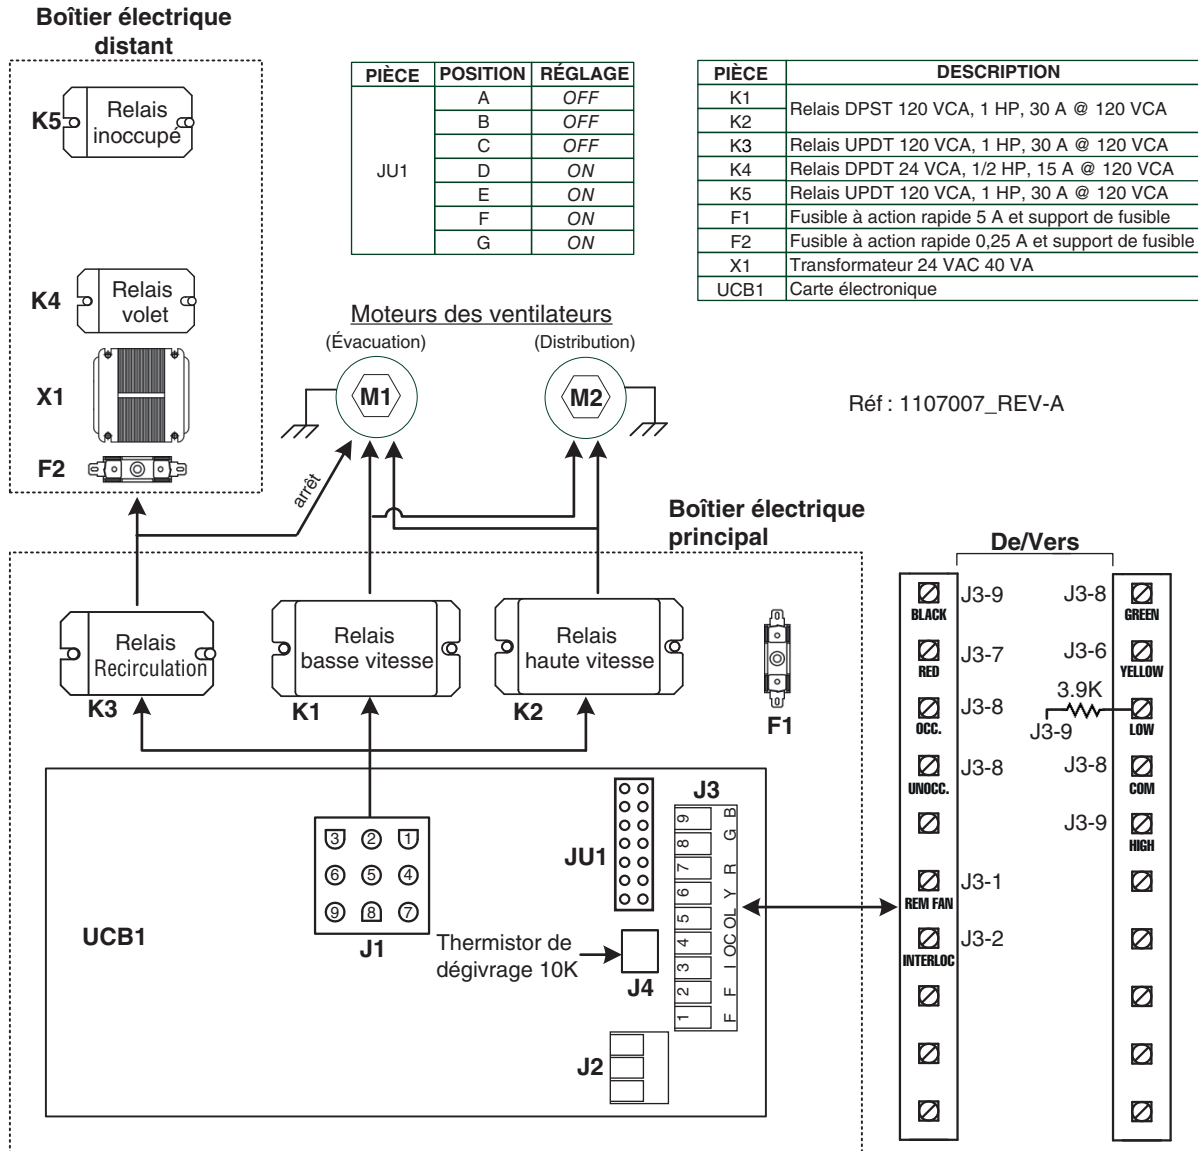 Boîtier électrique
distant
K5
Relais
inoccupé
K4
Relais
volet
X1
F2
PIÈCE POSITION RÉGLAGE
JU1
A OFF
B OFF
C OFF
D ON
E ON
F ON
G ON
PIÈCE DESCRIPTION
K1
K2
Relais DPST 120 VCA, 1 HP, 30 A @ 120 VCA
K3 Relais UPDT 120 VCA, 1 HP, 30 A @ 120 VCA
K4 Relais DPDT 24 VCA, 1/2 HP, 15 A @ 120 VCA
K5 Relais UPDT 120 VCA, 1 HP, 30 A @ 120 VCA
F1 Fusible à action rapide 5 A et support de fusible
F2 Fusible à action rapide 0,25 A et support de fusible
X1 Transformateur 24 VAC 40 VA
UCB1 Carte électronique
Moteurs des ventilateurs
(Évacuation)
(Distribution)
M1
M2
Réf : 1107007_REV-A
arrêt
Boîtier électrique
principal
Relais
Recirculation
K3
Relais
basse vitesse
K1
Relais
haute vitesse
K2
F1
UCB1
3 2 1
6 5 4
9 8 7
J1
JU1
Thermistor de
dégivrage 10K
J4
J2
J3
9 B
8 G
7 R
6 Y
5 OL
4 OC
3 I
2 F
1 F
De/Vers
J3-9
BLACK
J3-7
RED
J3-8
OCC.
J3-8
UNOCC.
J3-1
REM FAN
J3-2
INTERLOC
J3-8
GREEN
J3-6
YELLOW
3.9K
J3-9
LOW
J3-8
COM
J3-9
HIGH